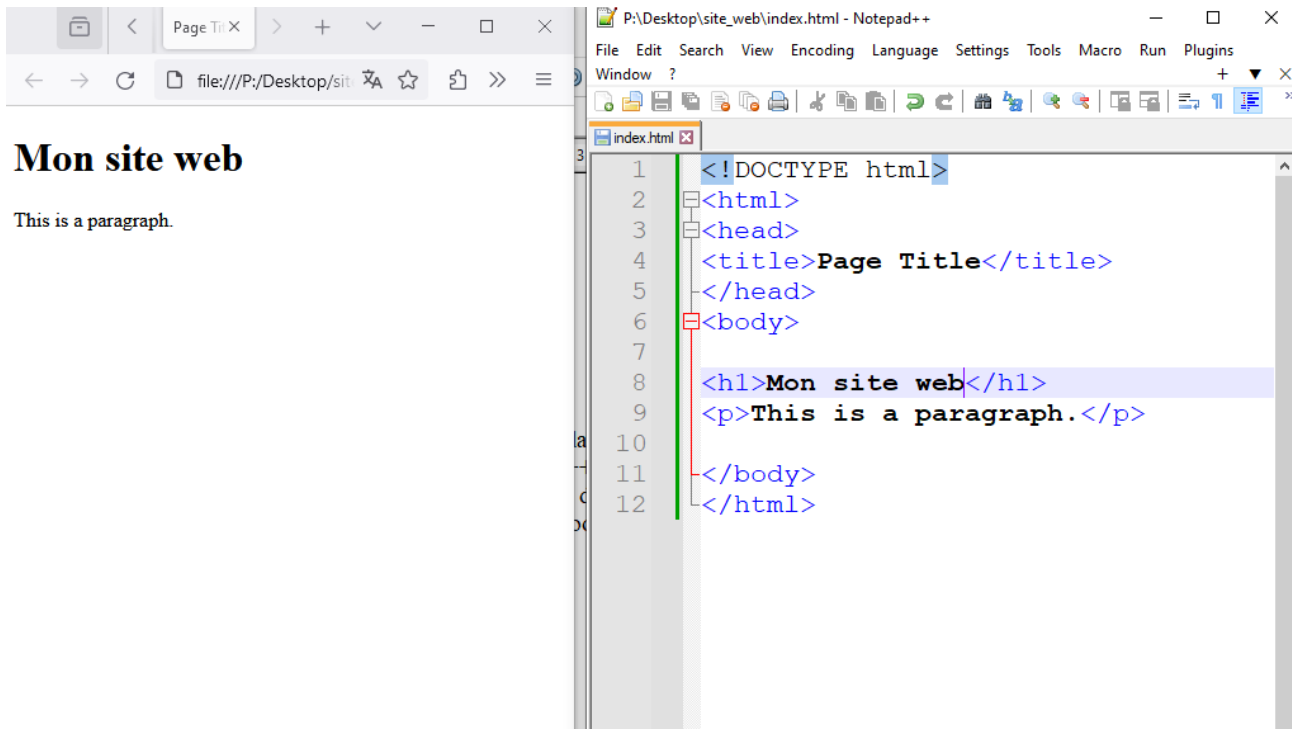 Page Tit
file:///P:/Desktop/sit
Mon site web
This is a paragraph.
P:\Desktop\site_web\index.html - Notepad++
File Edit Search View Encoding Language Settings Tools Macro Run Plugins
Window ?
index.html
1 <!DOCTYPE html>
2 <html>
3 <head>
4 <title>Page Title</title>
5 </head>
6 <body>
7
8 <h1>Mon site web</h1>
9 <p>This is a paragraph.</p>
10
11 </body>
12 </html>